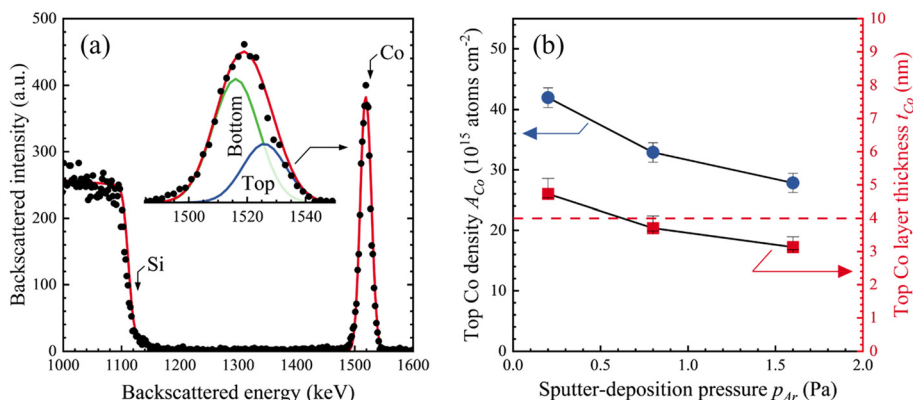 (a)
500
400
300
200
100
0
Backscattered intensity (a.u.)
Co
Si
Bottom
Top
1500 1520 1540
1000 1100 1200 1300 1400 1500 1600
Backscattered energy (keV)
(b)
50
40
30
20
10
0
Top Co density A_Co (10^15 atoms cm^-2)
10
9
8
7
6
5
4
3
2
1
0
Top Co layer thickness t_Co (nm)
0.0 0.5 1.0 1.5 2.0
Sputter-deposition pressure p_Ar (Pa)